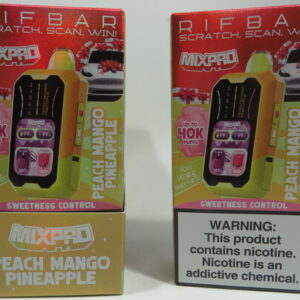 RIFBAR
SCRATCH, SCAN, WIN!
MIXPRO
40K
PEACH MANGO
PINEAPPLE
SWEETNESS CONTROL
MIXPRO
PEACH MANGO
PINEAPPLE
RIFBAR
SCRATCH, SCAN, WIN!
MIXPRO
UP TO
40K
PUFFS
PEACH MANGO
PINEAPPLE
SWEETNESS CONTROL
WARNING:
This product
contains nicotine.
Nicotine is an
addictive chemical.